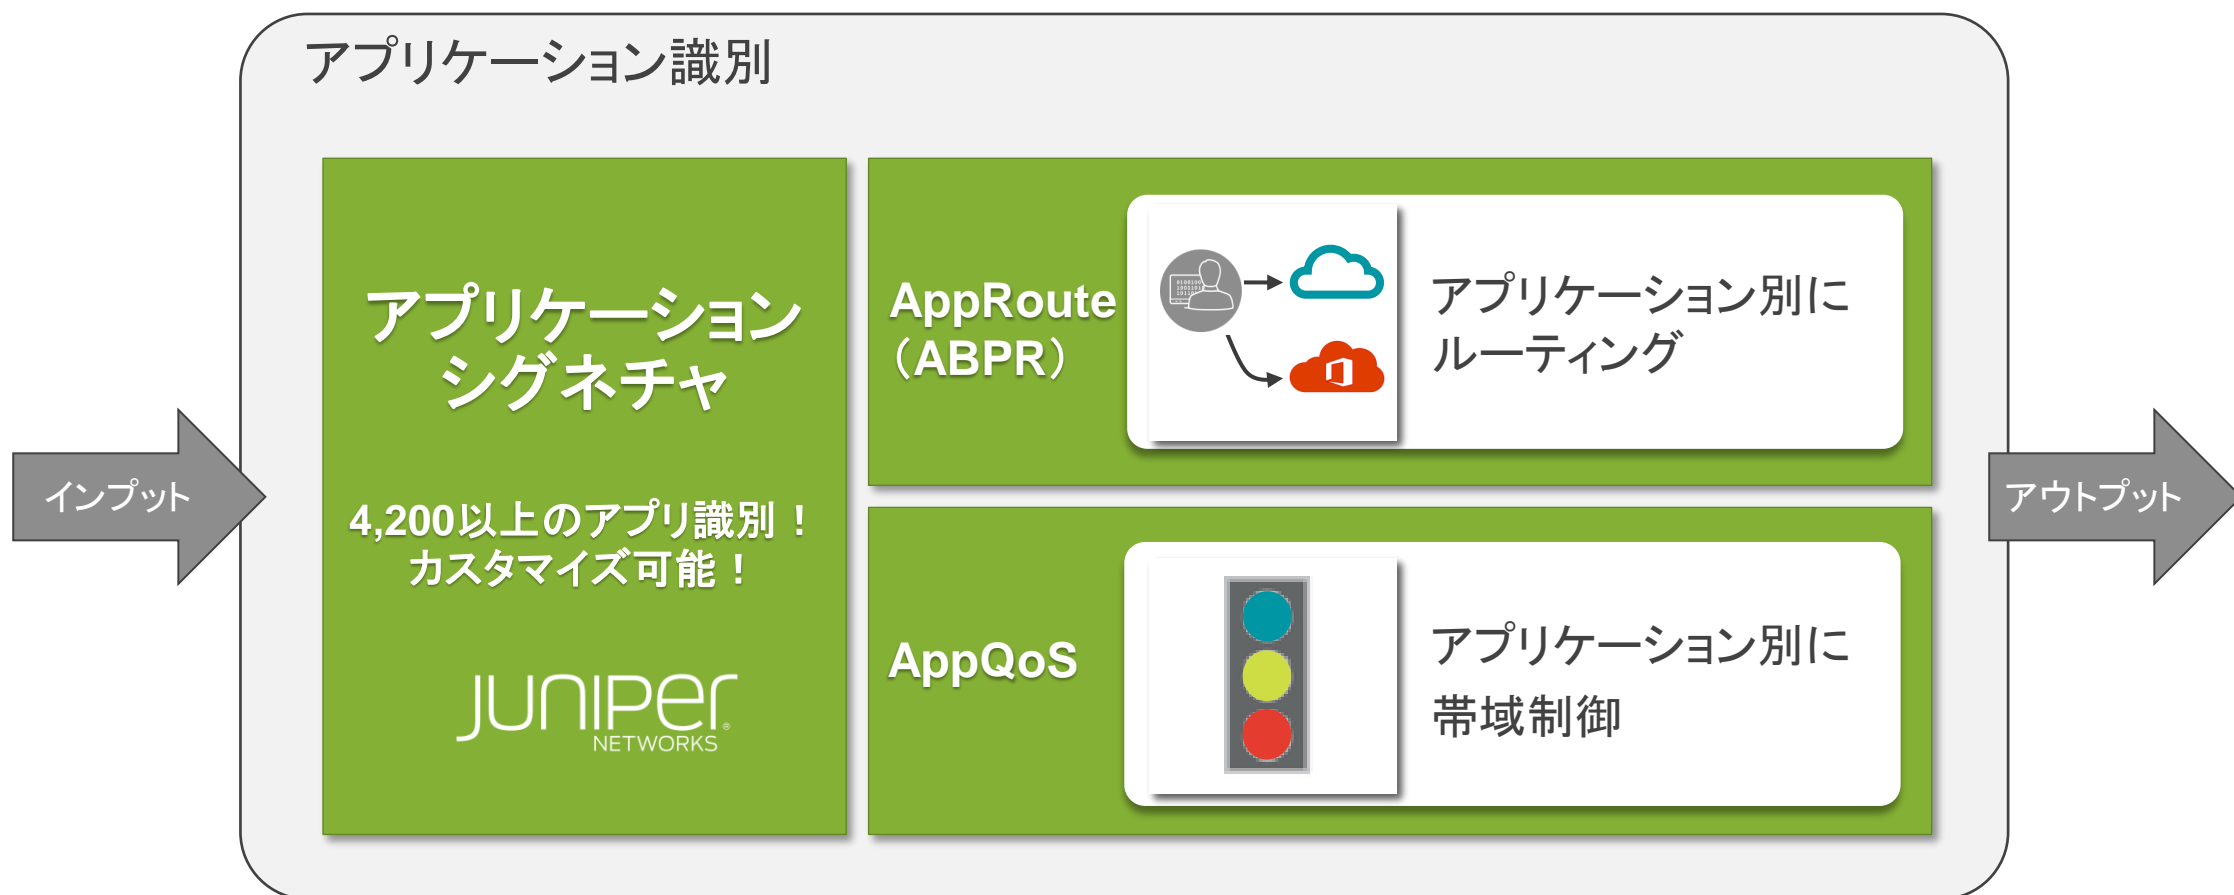 アプリケーション識別
インプット
アプリケーション
シグネチャ
4,200以上のアプリ識別！
カスタマイズ可能！
JUNIPER
NETWORKS
AppRoute
（ABPR）
アプリケーション別に
ルーティング
AppQoS
アプリケーション別に
帯域制御
アウトプット